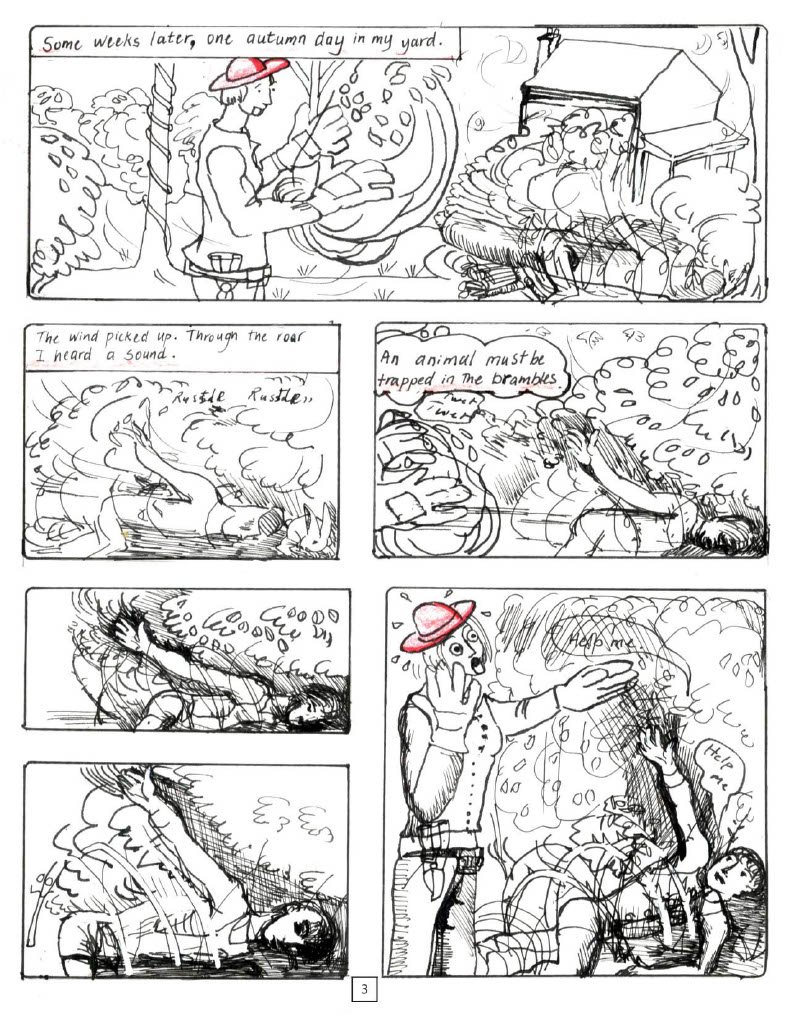 Some weeks later, one autumn day in my yard.
The wind picked up. Through the roar
I heard a sound.
Rustle Rustle
An animal must be
trapped in the brambles.
Help me
Help
me
3